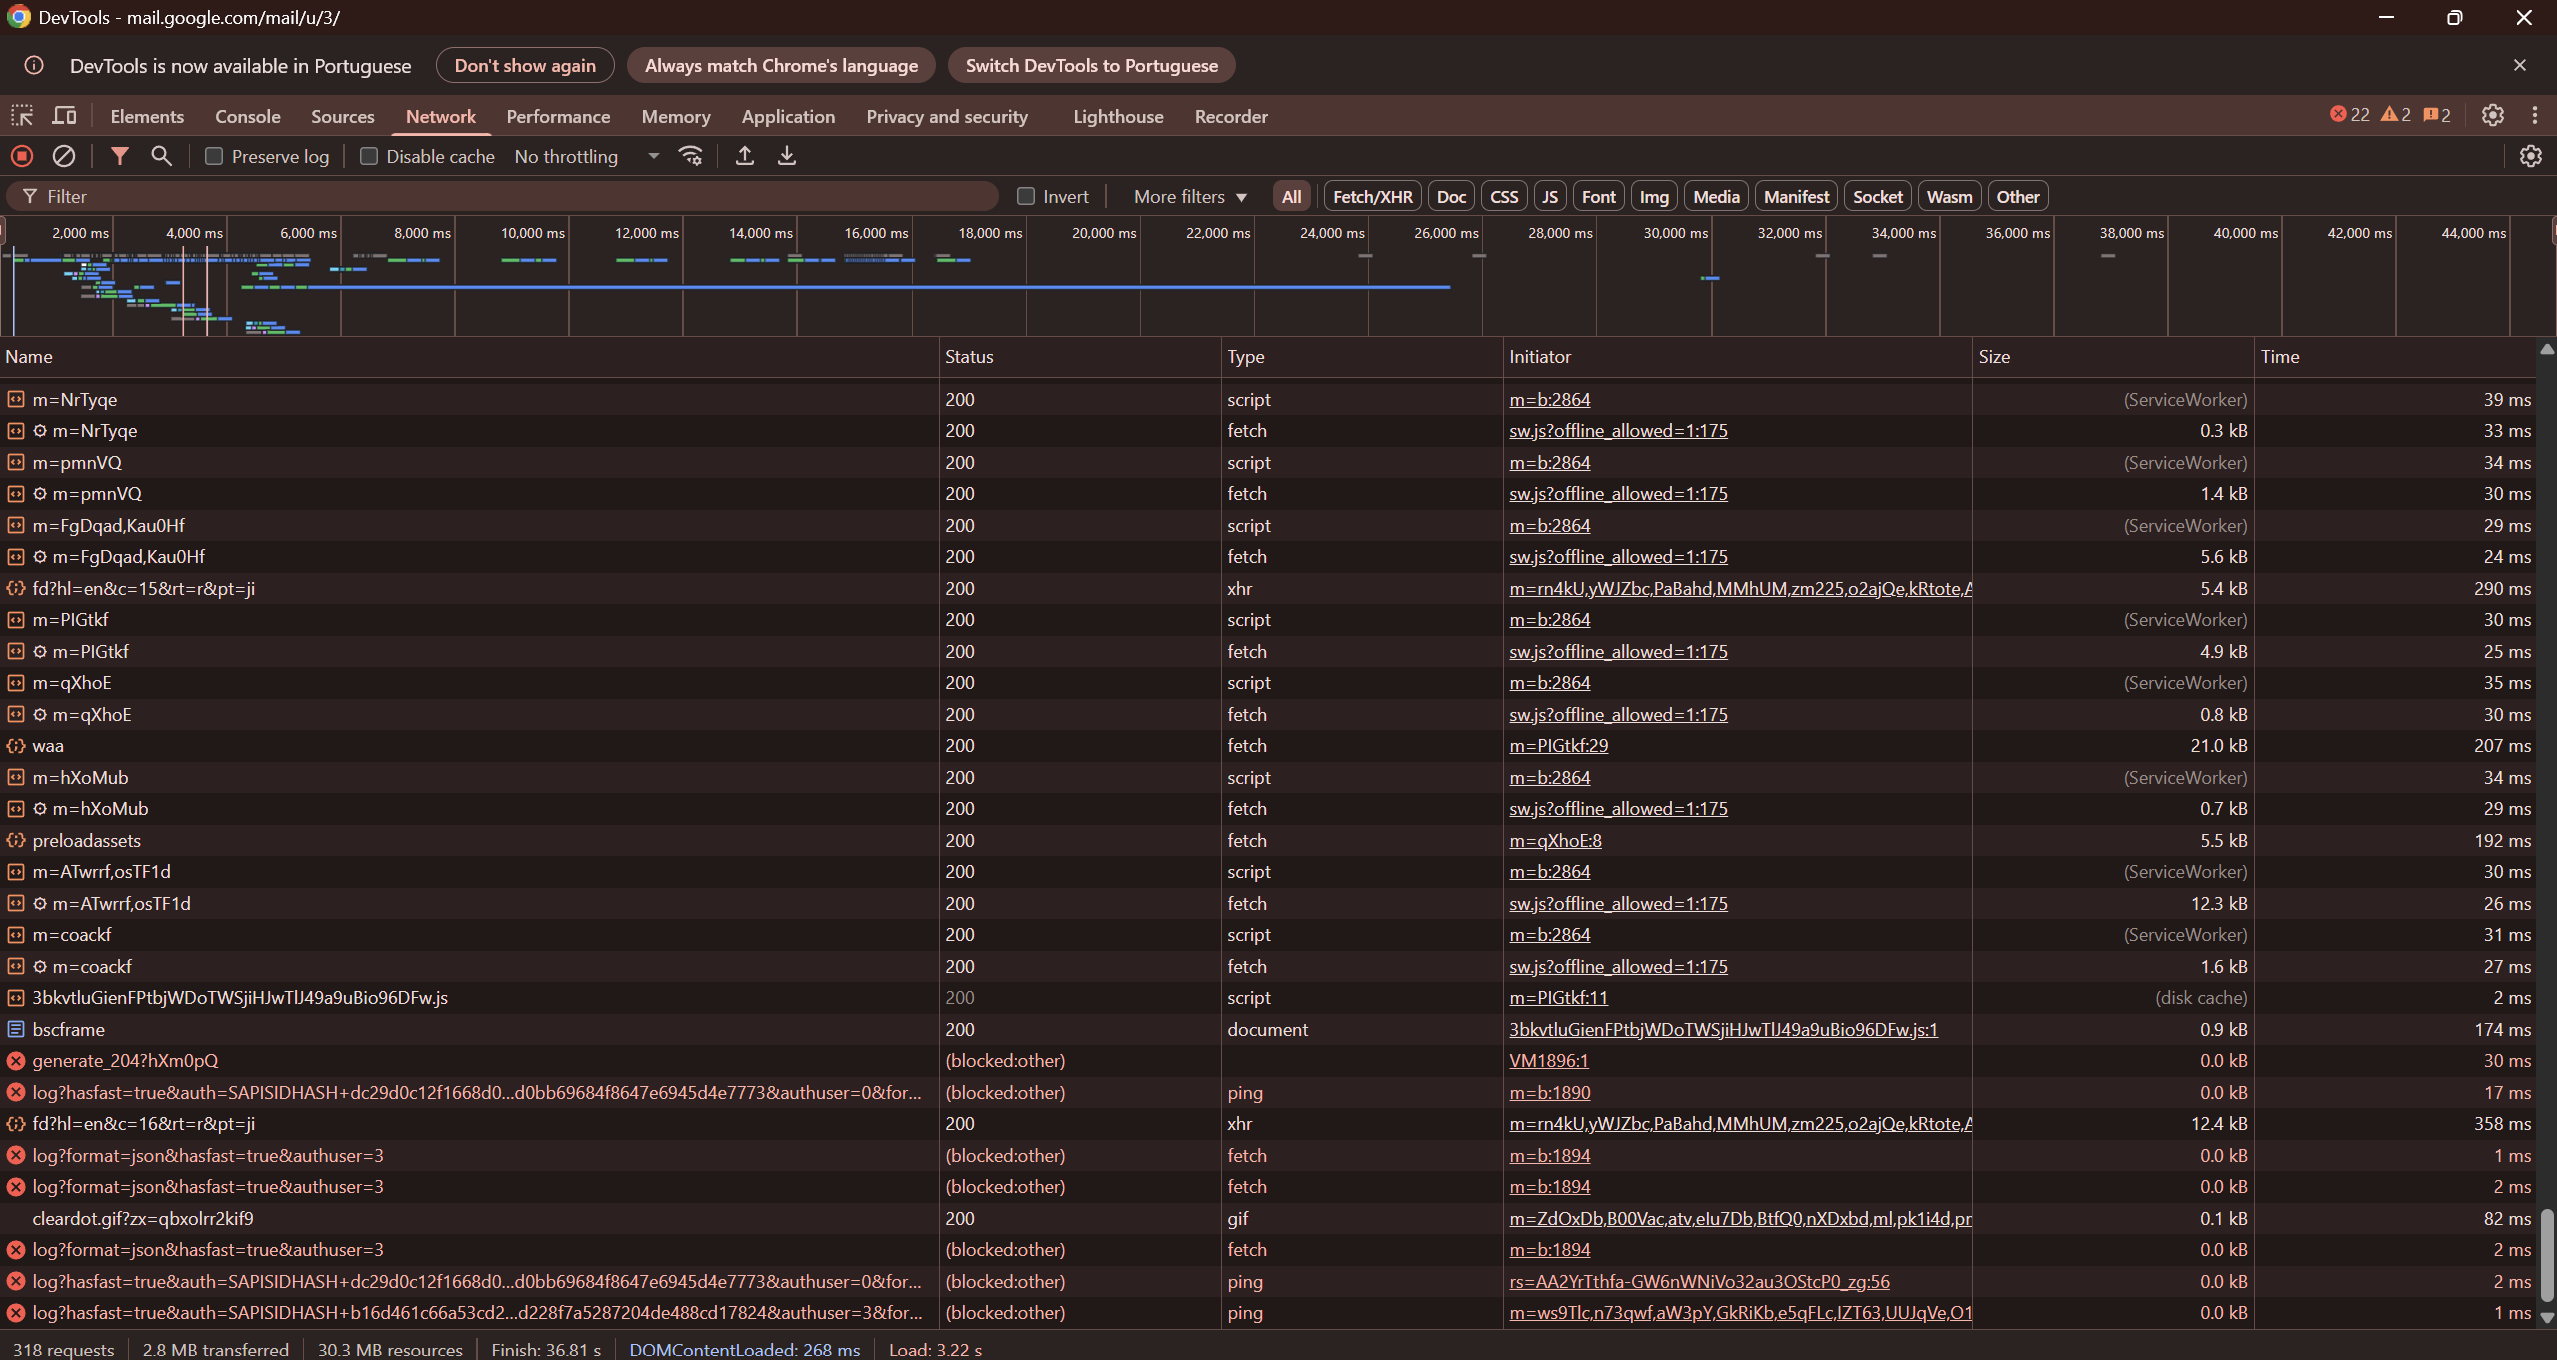 DevTools - mail.google.com/mail/u/3/
DevTools is now available in Portuguese Don't show again Always match Chrome's language Switch DevTools to Portuguese
Elements Console Sources Network Performance Memory Application Privacy and security Lighthouse Recorder 22 2 2
Preserve log Disable cache No throttling
Filter Invert More filters All Fetch/XHR Doc CSS JS Font Img Media Manifest Socket Wasm Other
2,000 ms 4,000 ms 6,000 ms 8,000 ms 10,000 ms 12,000 ms 14,000 ms 16,000 ms 18,000 ms 20,000 ms 22,000 ms 24,000 ms 26,000 ms 28,000 ms 30,000 ms 32,000 ms 34,000 ms 36,000 ms 38,000 ms 40,000 ms 42,000 ms 44,000 ms
Name Status Type Initiator Size Time
m=NrTyqe 200 script m=b:2864 (ServiceWorker) 39 ms
m=NrTyqe 200 fetch sw.js?offline_allowed=1:175 0.3 kB 33 ms
m=pmnVQ 200 script m=b:2864 (ServiceWorker) 34 ms
m=pmnVQ 200 fetch sw.js?offline_allowed=1:175 1.4 kB 30 ms
m=FgDqad,Kau0Hf 200 script m=b:2864 (ServiceWorker) 29 ms
m=FgDqad,Kau0Hf 200 fetch sw.js?offline_allowed=1:175 5.6 kB 24 ms
fd?hl=en&c=15&rt=r&pt=ji 200 xhr m=rn4kU,yWJZbc,PaBahd,MMhUM,zm225,o2ajQe,kRtote,A 5.4 kB 290 ms
m=PIGtkf 200 script m=b:2864 (ServiceWorker) 30 ms
m=PIGtkf 200 fetch sw.js?offline_allowed=1:175 4.9 kB 25 ms
m=qXhoE 200 script m=b:2864 (ServiceWorker) 35 ms
m=qXhoE 200 fetch sw.js?offline_allowed=1:175 0.8 kB 30 ms
waa 200 fetch m=PIGtkf:29 21.0 kB 207 ms
m=hXoMub 200 script m=b:2864 (ServiceWorker) 34 ms
m=hXoMub 200 fetch sw.js?offline_allowed=1:175 0.7 kB 29 ms
preloadassets 200 fetch m=qXhoE:8 5.5 kB 192 ms
m=ATwrrf,osTF1d 200 script m=b:2864 (ServiceWorker) 30 ms
m=ATwrrf,osTF1d 200 fetch sw.js?offline_allowed=1:175 12.3 kB 26 ms
m=coackf 200 script m=b:2864 (ServiceWorker) 31 ms
m=coackf 200 fetch sw.js?offline_allowed=1:175 1.6 kB 27 ms
3bkvtluGienFPtbjWDoTWSjiHJwTlJ49a9uBio96DFw.js 200 script m=PIGtkf:11 (disk cache) 2 ms
bscframe 200 document 3bkvtluGienFPtbjWDoTWSjiHJwTlJ49a9uBio96DFw.js:1 0.9 kB 174 ms
generate_204?hXm0pQ (blocked:other) VM1896:1 0.0 kB 30 ms
log?hasfast=true&auth=SAPISIDHASH+dc29d0c12f1668d0...d0bb69684f8647e6945d4e7773&authuser=0&for... (blocked:other) ping m=b:1890 0.0 kB 17 ms
fd?hl=en&c=16&rt=r&pt=ji 200 xhr m=rn4kU,yWJZbc,PaBahd,MMhUM,zm225,o2ajQe,kRtote,A 12.4 kB 358 ms
log?format=json&hasfast=true&authuser=3 (blocked:other) fetch m=b:1894 0.0 kB 1 ms
log?format=json&hasfast=true&authuser=3 (blocked:other) fetch m=b:1894 0.0 kB 2 ms
cleardot.gif?zx=qbxolrr2kif9 200 gif m=ZdOxDb,B00Vac,atv,eIu7Db,BtfQ0,nXDxbd,ml,pk1i4d,pr 0.1 kB 82 ms
log?format=json&hasfast=true&authuser=3 (blocked:other) fetch m=b:1894 0.0 kB 2 ms
log?hasfast=true&auth=SAPISIDHASH+dc29d0c12f1668d0...d0bb69684f8647e6945d4e7773&authuser=0&for... (blocked:other) ping rs=AA2YrTthfa-GW6nWNiVo32au3OStcP0_zg:56 0.0 kB 2 ms
log?hasfast=true&auth=SAPISIDHASH+b16d461c66a53cd2...d228f7a5287204de488cd17824&authuser=3&for... (blocked:other) ping m=ws9Tlc,n73qwf,aW3pY,GkRiKb,e5qFLc,IZT63,UUJqVe,O1 0.0 kB 1 ms
318 requests 2.8 MB transferred 30.3 MB resources Finish: 36.81 s DOMContentLoaded: 268 ms Load: 3.22 s